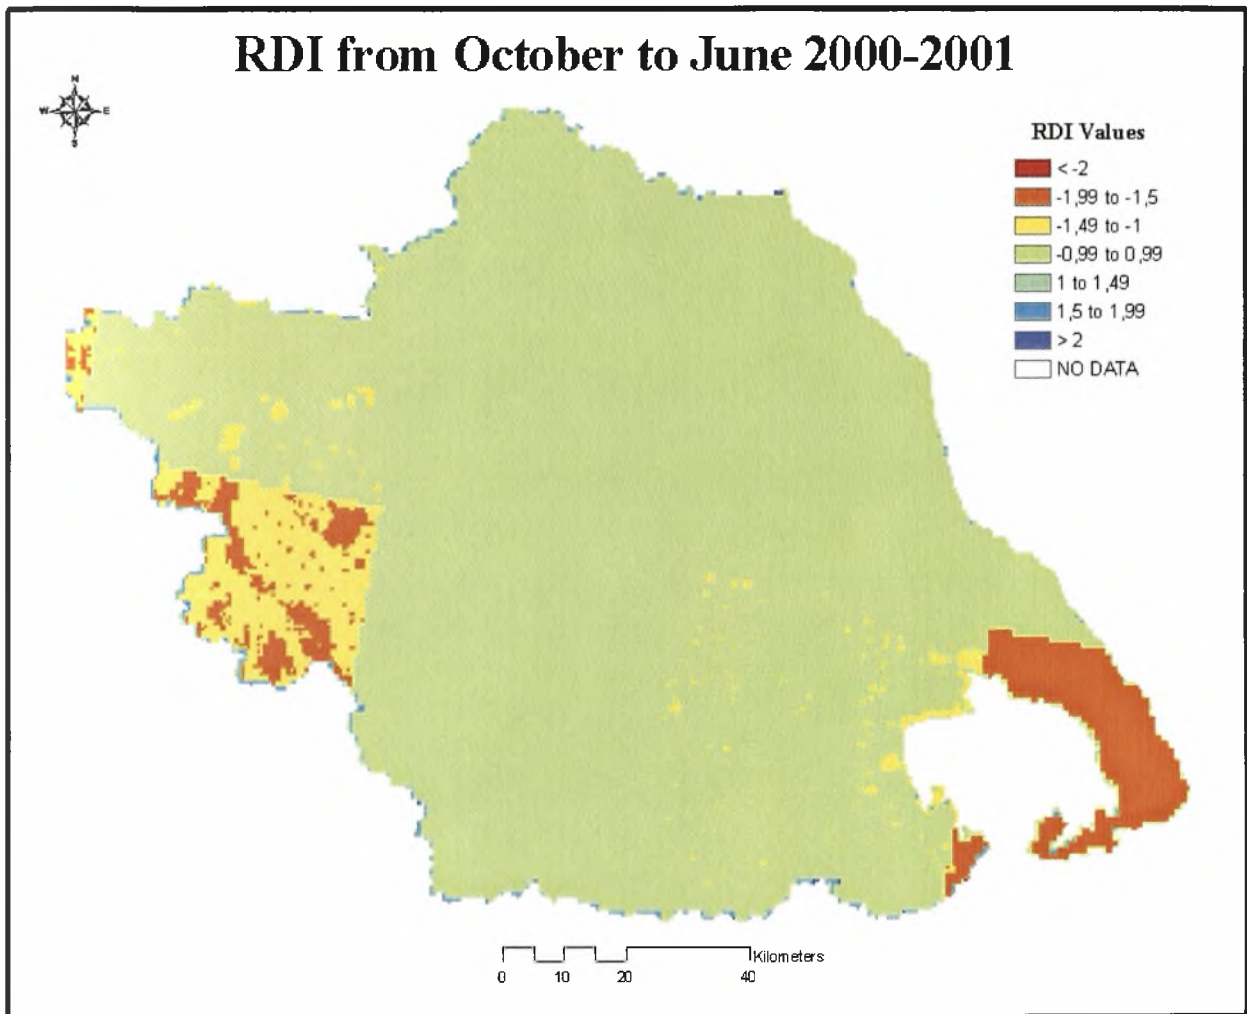 RDI from October to June 2000-2001
N
W E
S
RDI Values
< -2
-1,99 to -1,5
-1,49 to -1
-0,99 to 0,99
1 to 1,49
1,5 to 1,99
> 2
NO DATA
Kilometers
0 10 20 40